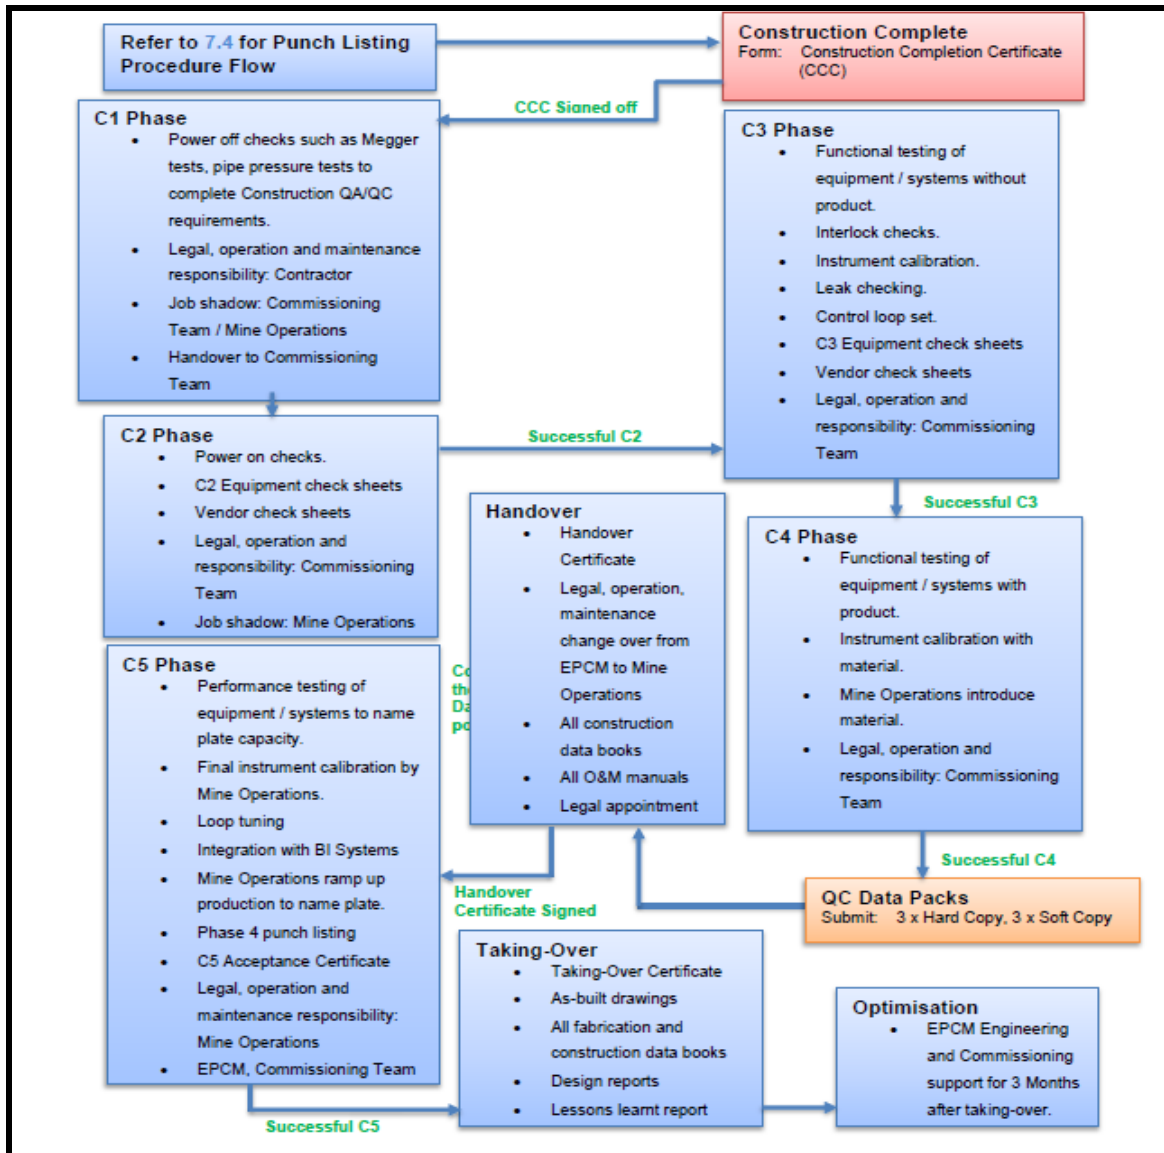 Refer to 7.4 for Punch Listing
Procedure Flow
Construction Complete
Form: Construction Completion Certificate
(CCC)
CCC Signed off
C1 Phase
• Power off checks such as Megger
tests, pipe pressure tests to
complete Construction QA/QC
requirements.
• Legal, operation and maintenance
responsibility: Contractor
• Job shadow: Commissioning
Team / Mine Operations
• Handover to Commissioning
Team
C2 Phase
• Power on checks.
• C2 Equipment check sheets
• Vendor check sheets
• Legal, operation and
responsibility: Commissioning
Team
• Job shadow: Mine Operations
Successful C2
C3 Phase
• Functional testing of
equipment / systems without
product.
• Interlock checks.
• Instrument calibration.
• Leak checking.
• Control loop set.
• C3 Equipment check sheets
• Vendor check sheets
• Legal, operation and
responsibility: Commissioning
Team
Successful C3
C4 Phase
• Functional testing of
equipment / systems with
product.
• Instrument calibration with
material.
• Mine Operations introduce
material.
• Legal, operation and
responsibility: Commissioning
Team
Successful C4
QC Data Packs
Submit: 3 x Hard Copy, 3 x Soft Copy
Handover
• Handover
Certificate
• Legal, operation,
maintenance
change over from
EPCM to Mine
Operations
• All construction
data books
• All O&M manuals
• Legal appointment
Handover
Certificate Signed
C5 Phase
• Performance testing of
equipment / systems to name
plate capacity.
• Final instrument calibration by
Mine Operations.
• Loop tuning
• Integration with BI Systems
• Mine Operations ramp up
production to name plate.
• Phase 4 punch listing
• C5 Acceptance Certificate
• Legal, operation and
maintenance responsibility:
Mine Operations
• EPCM, Commissioning Team
Successful C5
Taking-Over
• Taking-Over Certificate
• As-built drawings
• All fabrication and
construction data books
• Design reports
• Lessons learnt report
Optimisation
• EPCM Engineering
and Commissioning
support for 3 Months
after taking-over.